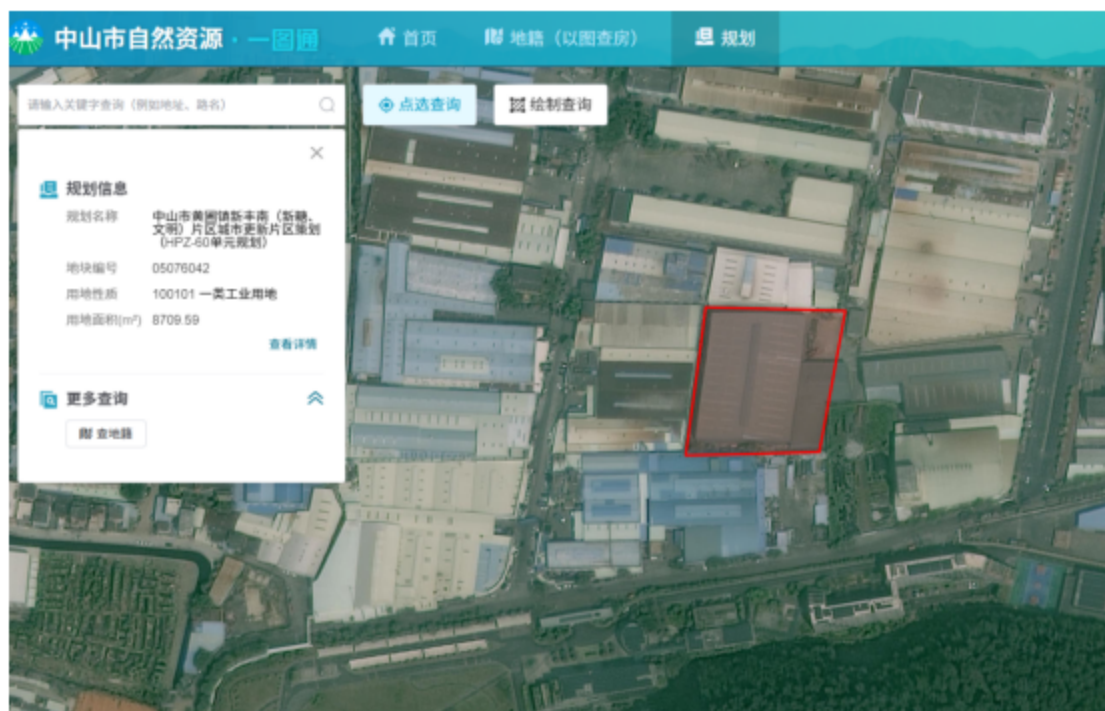 中山市自然资源·一图通
首页
地籍（以图查房）
规划
请输入关键字查询（例如地址、路名）
点选查询
绘制查询
规划信息
规划名称
中山市黄圃镇新丰南（新糖、
文明）片区城市更新片区策划
（HPZ-60单元规划）
地块编号 05076042
用地性质 100101 一类工业用地
用地面积(m²) 8709.59
查看详情
更多查询
查地籍